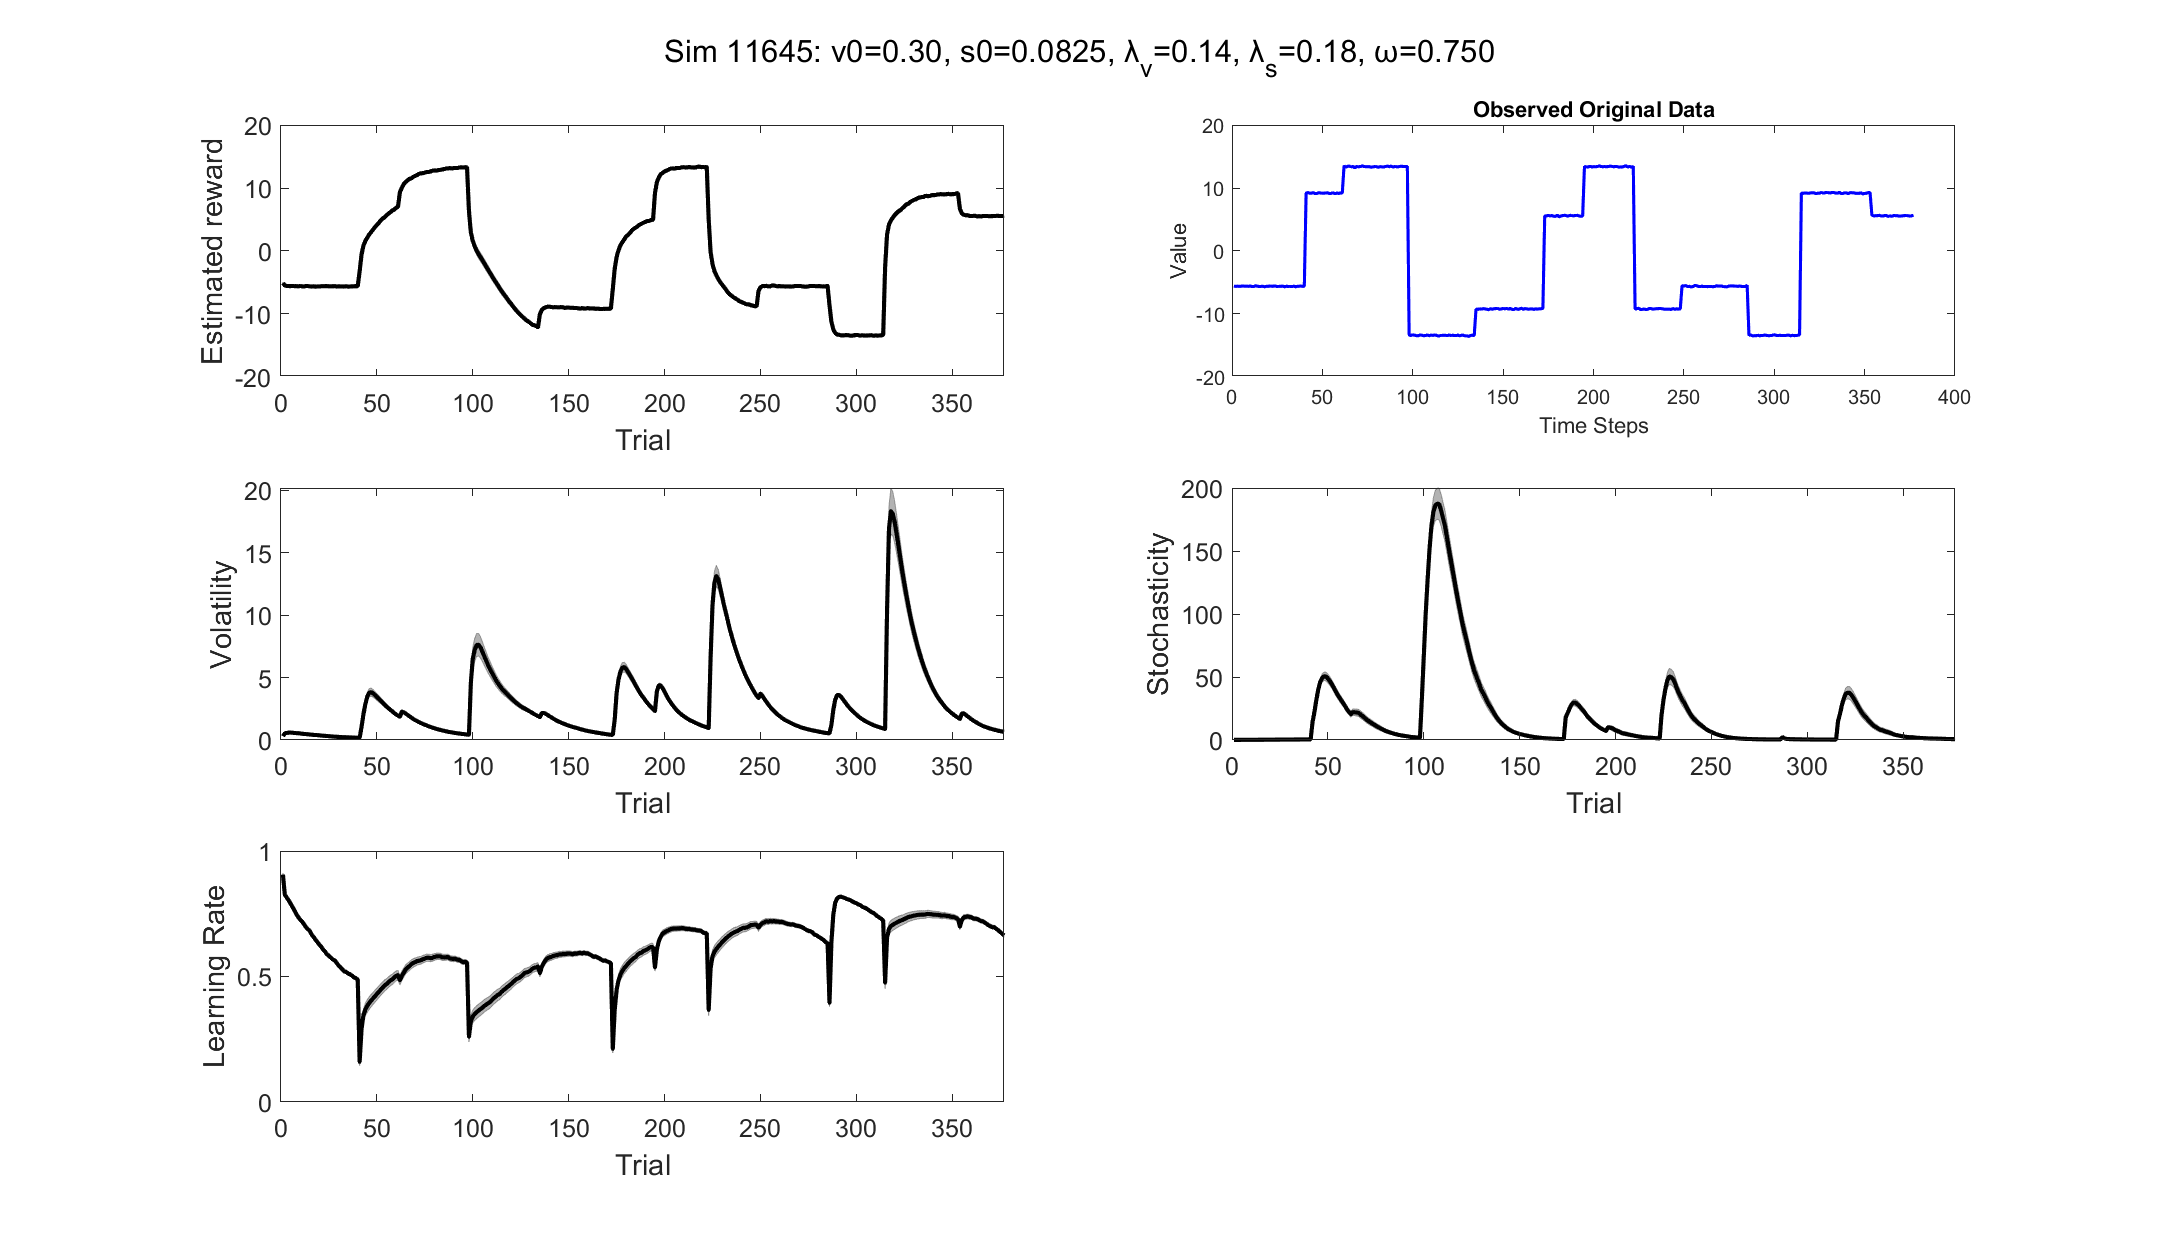 Sim 11645: v0=0.30, s0=0.0825, λ_v=0.14, λ_s=0.18, ω=0.750
20
10
0
-10
-20
Estimated reward
0 50 100 150 200 250 300 350
Trial
Observed Original Data
20
10
0
-10
-20
Value
0 50 100 150 200 250 300 350 400
Time Steps
20
15
10
5
0
Volatility
0 50 100 150 200 250 300 350
Trial
200
150
100
50
0
Stochasticity
0 50 100 150 200 250 300 350
Trial
1
0.5
0
Learning Rate
0 50 100 150 200 250 300 350
Trial